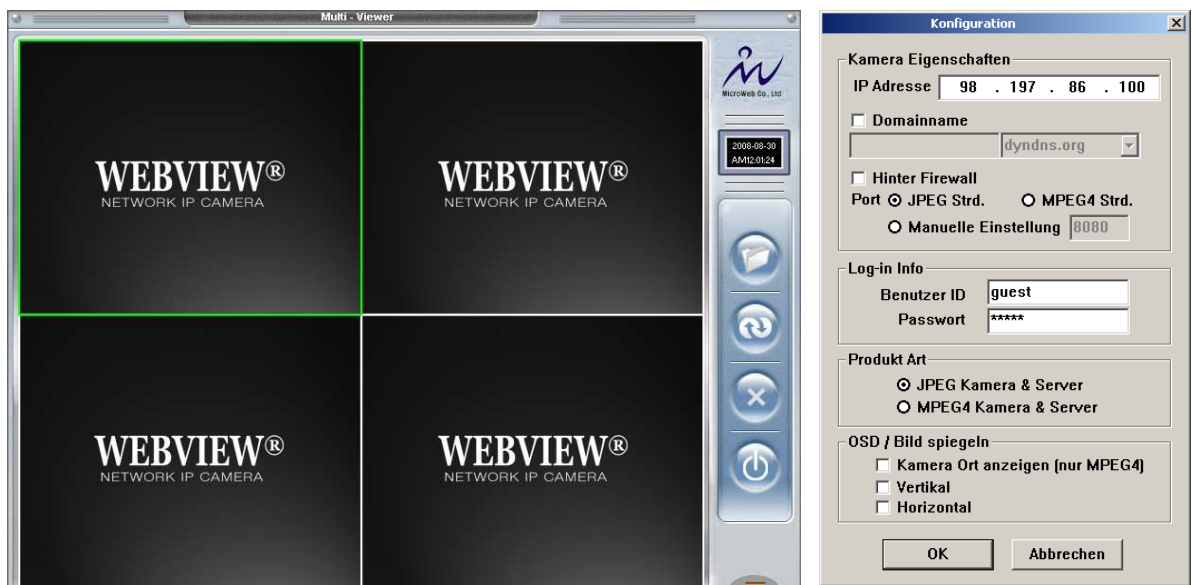 Multi - Viewer
WEBVIEW®
NETWORK IP CAMERA
WEBVIEW®
NETWORK IP CAMERA
WEBVIEW®
NETWORK IP CAMERA
WEBVIEW®
NETWORK IP CAMERA
MicroWeb Co., Ltd.
2008-08-30
AM12:01:24
Konfiguration
Kamera Eigenschaften
IP Adresse 98 . 197 . 86 . 100
Domainname
dyndns.org
Hinter Firewall
Port JPEG Strd. MPEG4 Strd.
Manuelle Einstellung 8080
Log-in Info
Benutzer ID guest
Passwort *****
Produkt Art
JPEG Kamera & Server
MPEG4 Kamera & Server
OSD / Bild spiegeln
Kamera Ort anzeigen (nur MPEG4)
Vertikal
Horizontal
OK Abbrechen